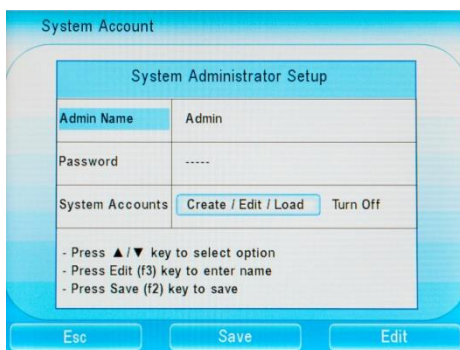 System Account
System Administrator Setup
Admin Name Admin
Password -----
System Accounts Create / Edit / Load Turn Off
- Press ▲/▼ key to select option
- Press Edit (f3) key to enter name
- Press Save (f2) key to save
Esc Save Edit